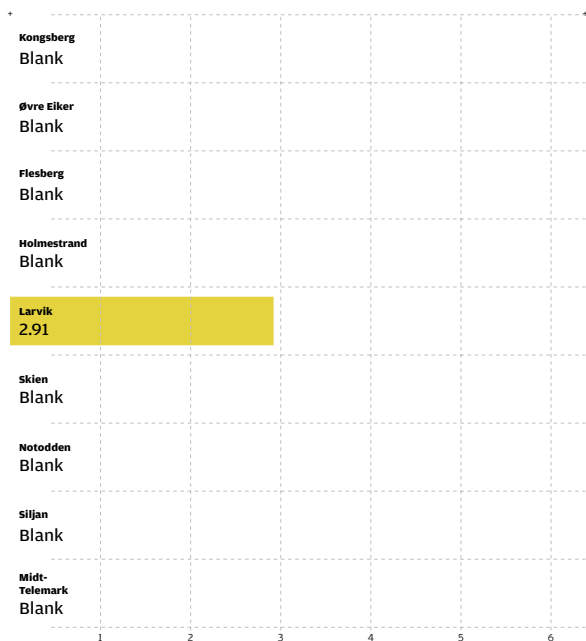 Kongsberg
Blank
Øvre Eiker
Blank
Flesberg
Blank
Holmestrand
Blank
Larvik
2.91
Skien
Blank
Notodden
Blank
Siljan
Blank
Midt-
Telemark
Blank
1 2 3 4 5 6